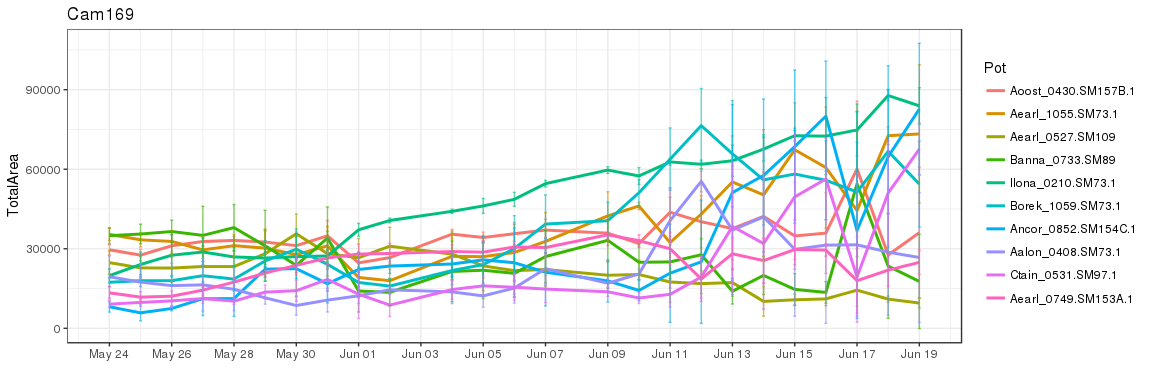 Cam169
TotalArea
90000
60000
30000
0
May 24 May 26 May 28 May 30 Jun 01 Jun 03 Jun 05 Jun 07 Jun 09 Jun 11 Jun 13 Jun 15 Jun 17 Jun 19
Pot
Aoost_0430.SM157B.1
Aearl_1055.SM73.1
Aearl_0527.SM109
Banna_0733.SM89
Ilona_0210.SM73.1
Borek_1059.SM73.1
Ancor_0852.SM154C.1
Aalon_0408.SM73.1
Ctain_0531.SM97.1
Aearl_0749.SM153A.1